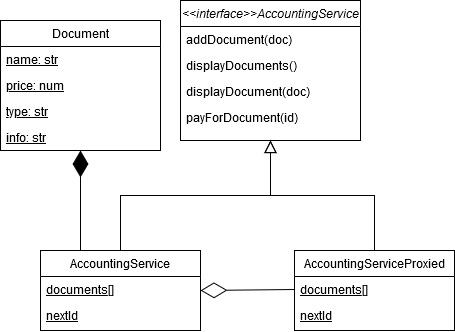 Document
name: str
price: num
type: str
info: str
<<interface>>AccountingService
addDocument(doc)
displayDocuments()
displayDocument(doc)
payForDocument(id)
AccountingService
documents[]
nextId
AccountingServiceProxied
documents[]
nextId